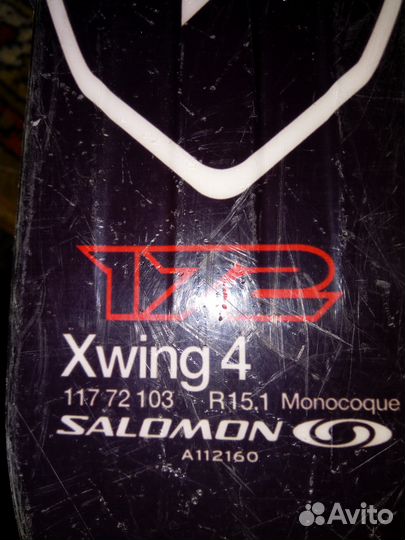 172
Xwing 4
117 72 103 R15.1 Monocoque
SALOMON
A112160
Avito